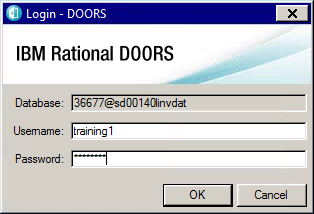 Login - DOORS
IBM Rational DOORS
Database: 36677@sd00140linvdat
Username: training1
Password: ********
OK Cancel